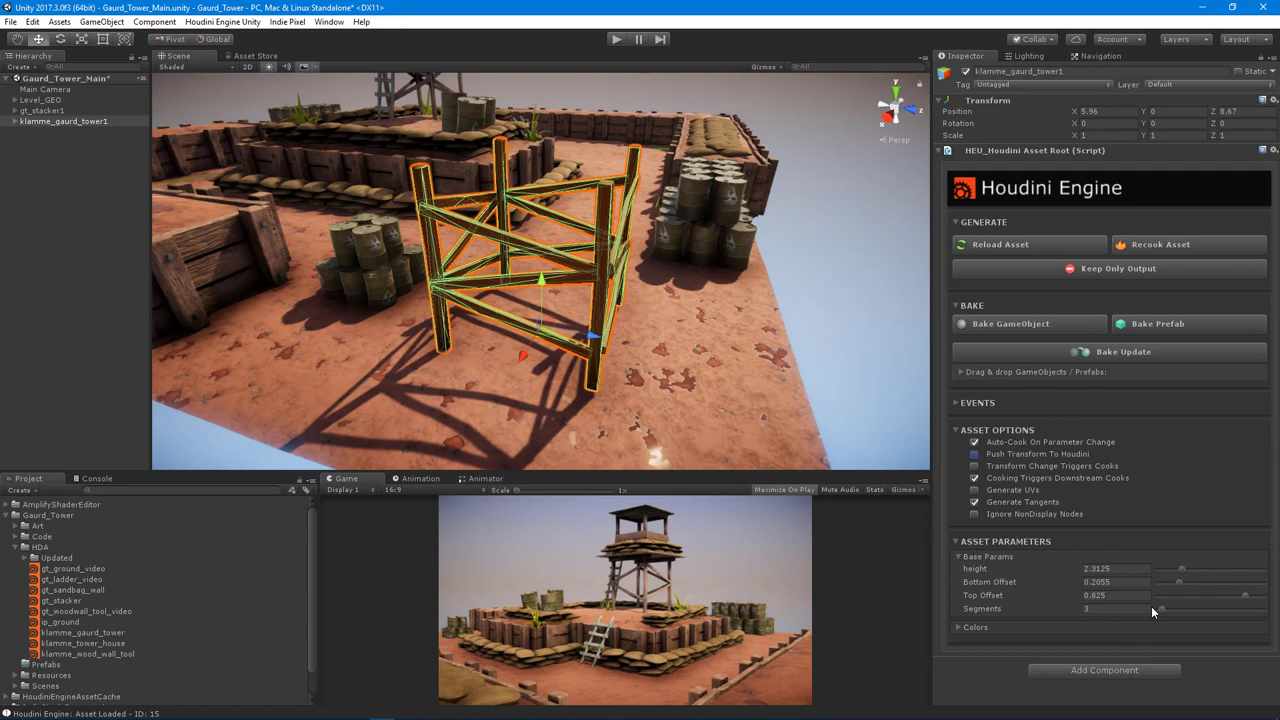 Unity 2017.3.0f3 (64bit) - Gaurd_Tower_Main.unity - Gaurd_Tower - PC, Mac & Linux Standalone* <DX11>
File Edit Assets GameObject Component Houdini Engine Unity Indie Pixel Window Help
Pivot Global Collab Account Layers Layout
Hierarchy
Create All
Gaurd_Tower_Main*
Main Camera
Level_GEO
gt_stacker1
klamme_gaurd_tower1
Scene Asset Store
Shaded 2D Gizmos All
y
z
x
Persp
Project Console
Create
AmplifyShaderEditor
Gaurd_Tower
Art
Code
HDA
Updated
gt_ground_video
gt_ladder_video
gt_sandbag_wall
gt_stacker
gt_woodwall_tool_video
ip_ground
klamme_gaurd_tower
klamme_tower_house
klamme_wood_wall_tool
Prefabs
Resources
Scenes
HoudiniEngineAssetCache
Game Animation Animator
Display 1 16:9 Scale 1x Maximize On Play Mute Audio Stats Gizmos
Inspector Lighting Navigation
klamme_gaurd_tower1 Static
Tag Untagged Layer Default
Transform
Position X 5.96 Y 0 Z 8.67
Rotation X 0 Y 0 Z 0
Scale X 1 Y 1 Z 1
HEU_Houdini Asset Root (Script)
Houdini Engine
GENERATE
Reload Asset Recook Asset
Keep Only Output
BAKE
Bake GameObject Bake Prefab
Bake Update
Drag & drop GameObjects / Prefabs:
EVENTS
ASSET OPTIONS
Auto-Cook On Parameter Change
Push Transform To Houdini
Transform Change Triggers Cooks
Cooking Triggers Downstream Cooks
Generate UVs
Generate Tangents
Ignore NonDisplay Nodes
ASSET PARAMETERS
Base Params
height 2.3125
Bottom Offset 0.2055
Top Offset 0.825
Segments 3
Colors
Add Component
Houdini Engine: Asset Loaded - ID: 15